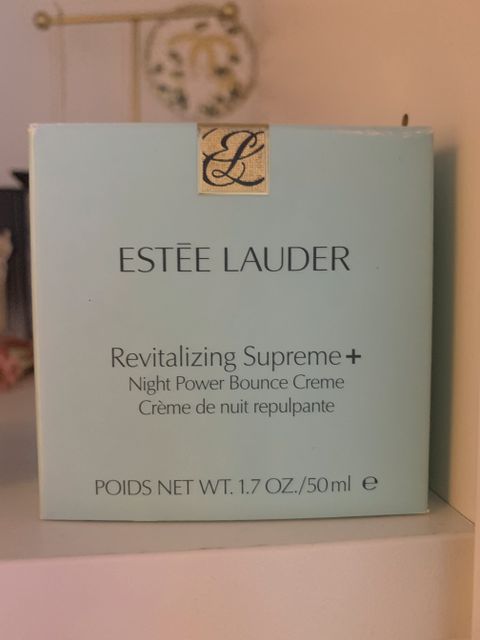 ESTĒE LAUDER
Revitalizing Supreme+
Night Power Bounce Creme
Crème de nuit repulpante
POIDS NET WT. 1.7 OZ./50ml ℮